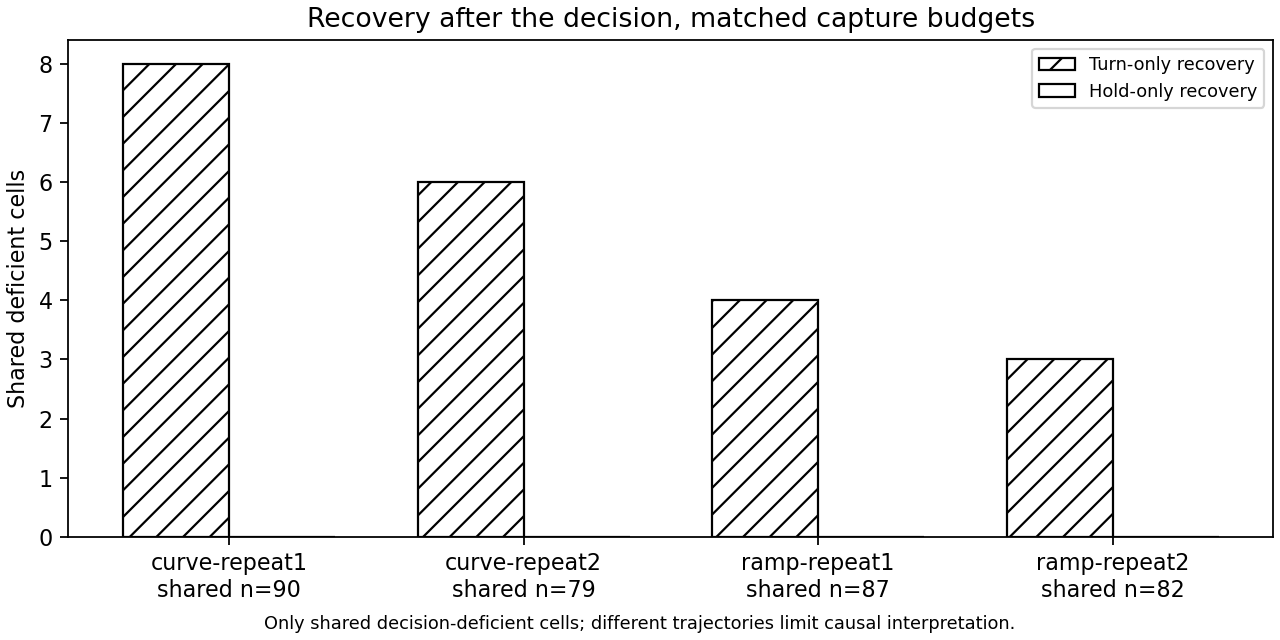 Recovery after the decision, matched capture budgets
Turn-only recovery
Hold-only recovery
Shared deficient cells
8
7
6
5
4
3
2
1
0
curve-repeat1
shared n=90
curve-repeat2
shared n=79
ramp-repeat1
shared n=87
ramp-repeat2
shared n=82
Only shared decision-deficient cells; different trajectories limit causal interpretation.